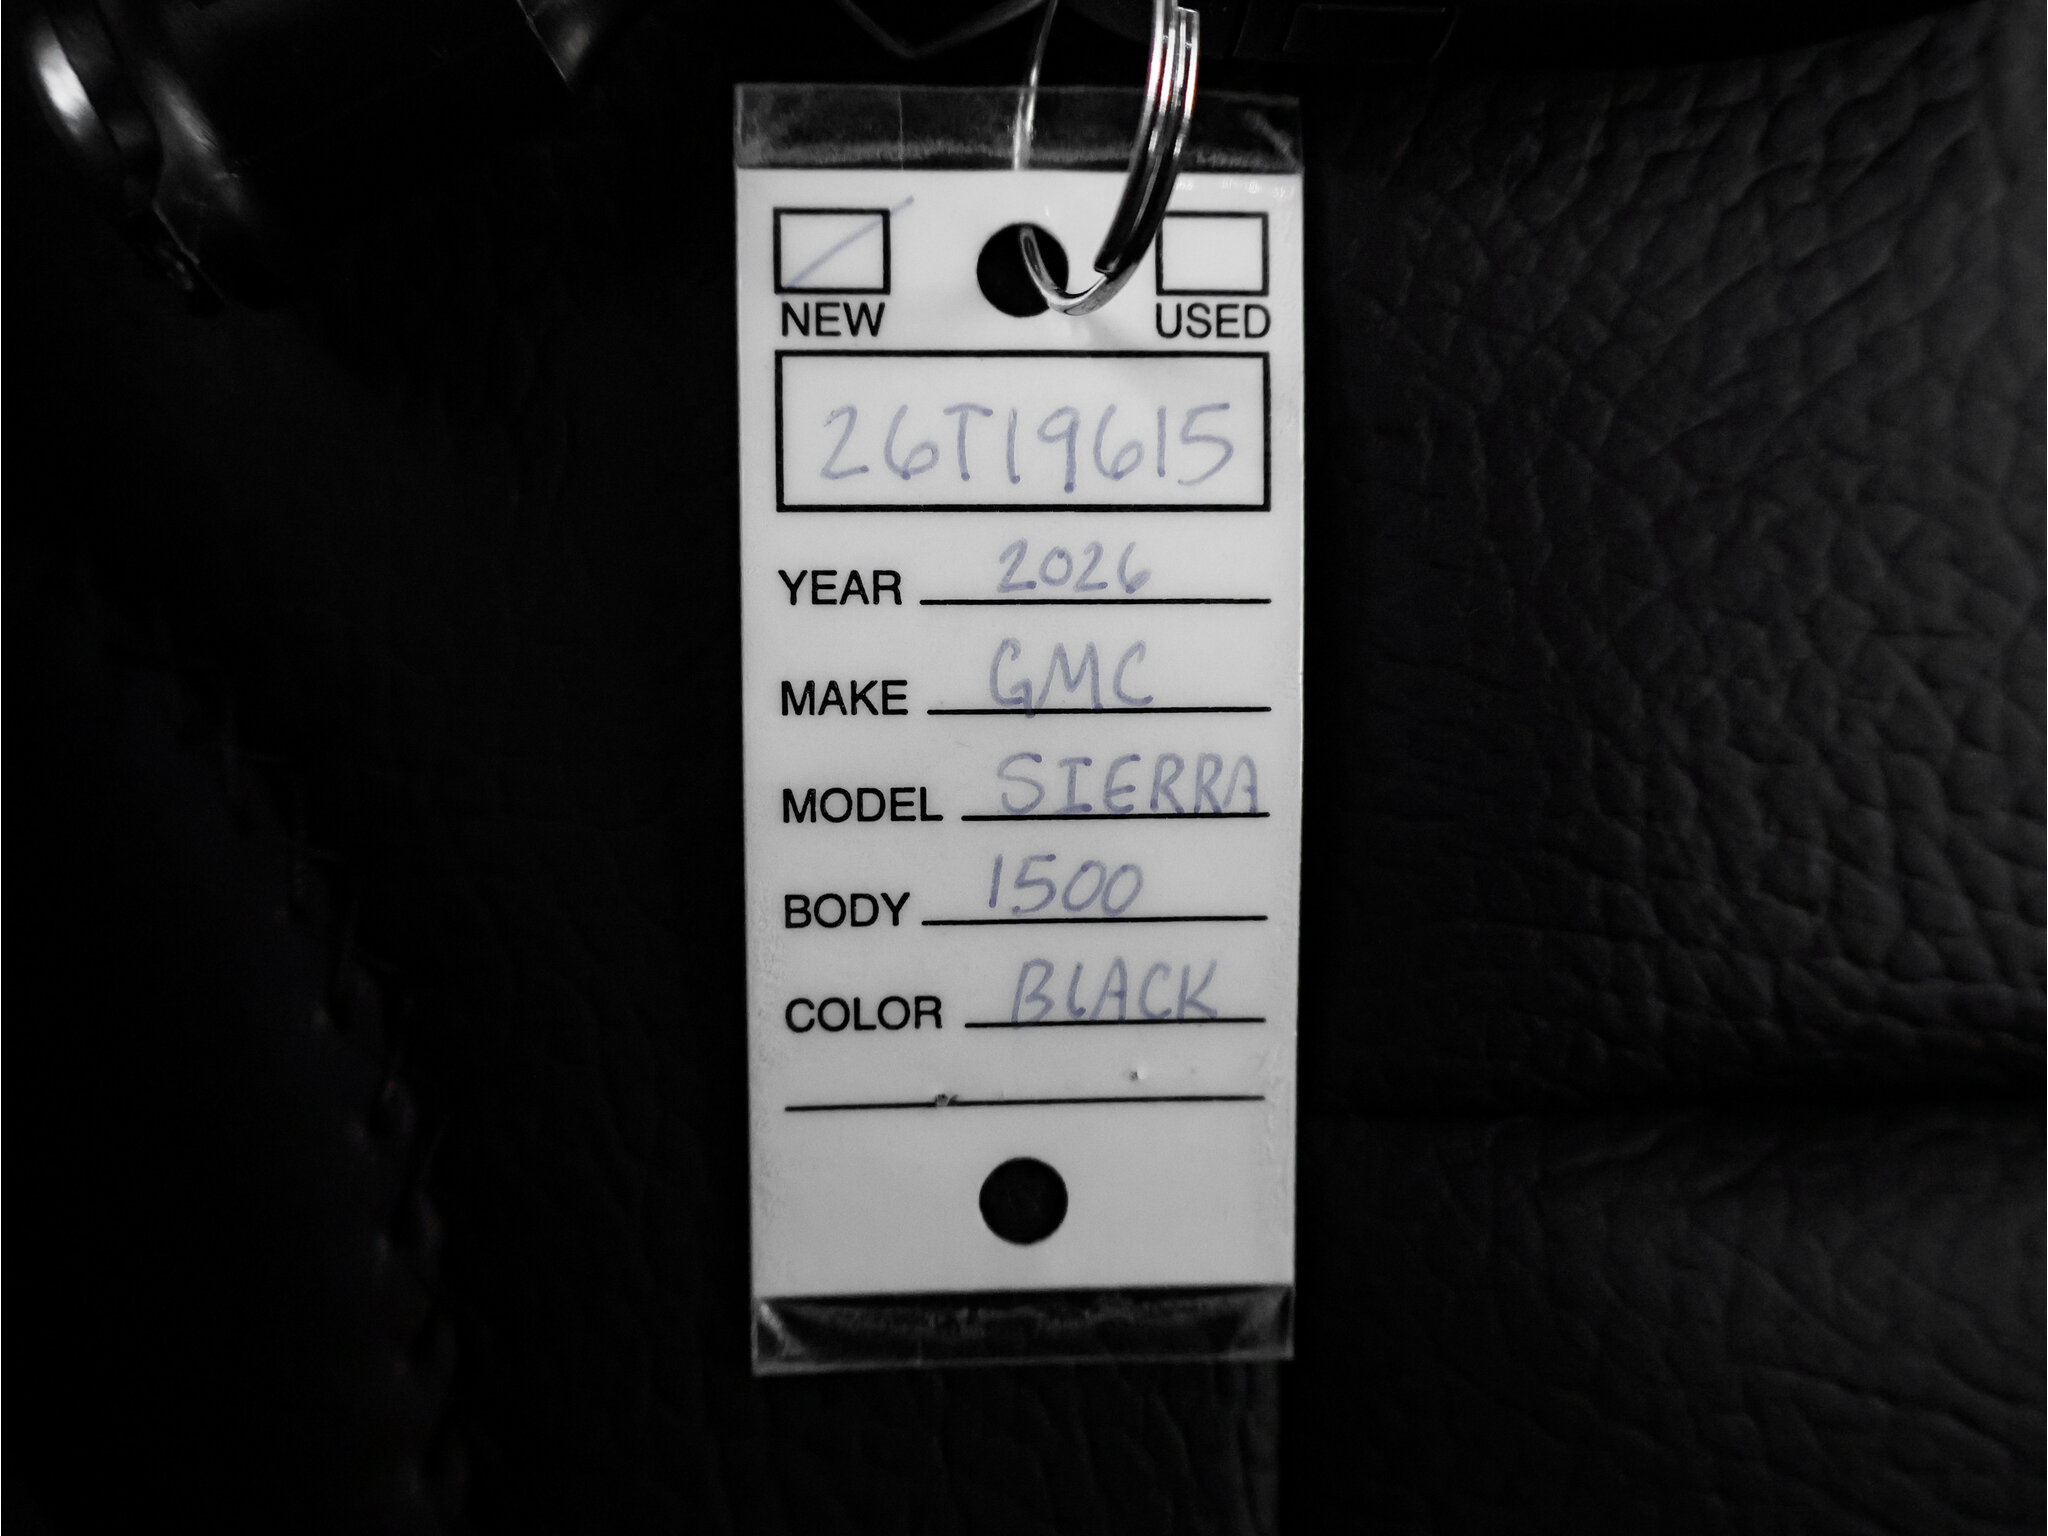 NEW USED
26T19615
YEAR 2026
MAKE GMC
MODEL SIERRA
BODY 1500
COLOR BLACK